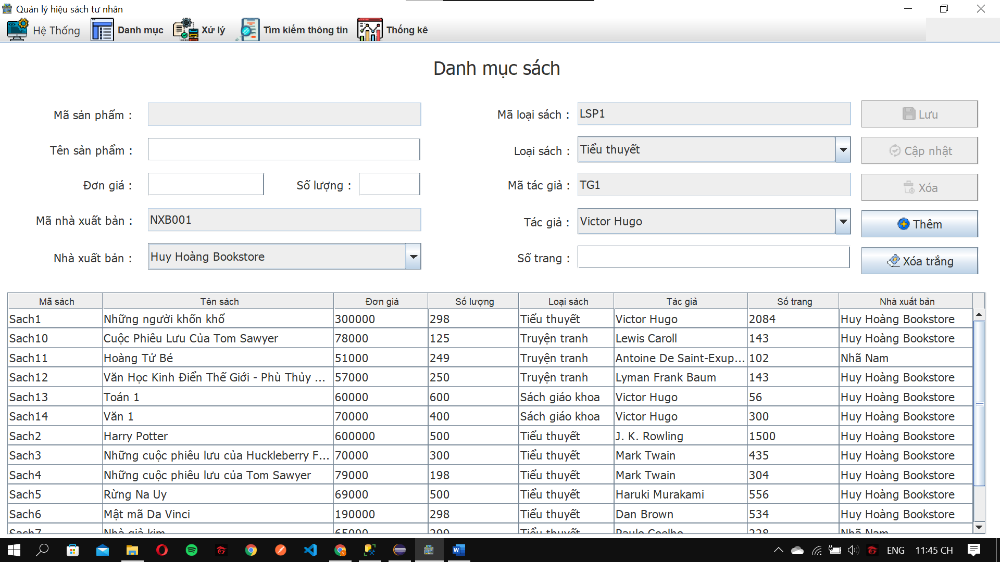 Quản lý hiệu sách tư nhân
Hệ Thống Danh mục Xử lý Tìm kiếm thông tin Thống kê
Danh mục sách
Mã sản phẩm : Mã loại sách : LSP1 Lưu
Tên sản phẩm : Loại sách : Tiểu thuyết Cập nhật
Đơn giá : Số lượng : Mã tác giả : TG1 Xóa
Mã nhà xuất bản : NXB001 Tác giả : Victor Hugo Thêm
Nhà xuất bản : Huy Hoàng Bookstore Số trang : Xóa trắng
Mã sách Tên sách Đơn giá Số lượng Loại sách Tác giả Số trang Nhà xuất bản
Sach1 Những người khốn khổ 300000 298 Tiểu thuyết Victor Hugo 2084 Huy Hoàng Bookstore
Sach10 Cuộc Phiêu Lưu Của Tom Sawyer 78000 125 Truyện tranh Lewis Caroll 143 Huy Hoàng Bookstore
Sach11 Hoàng Tử Bé 51000 249 Truyện tranh Antoine De Saint-Exup... 102 Nhã Nam
Sach12 Văn Học Kinh Điển Thế Giới - Phù Thủy ... 57000 250 Truyện tranh Lyman Frank Baum 143 Huy Hoàng Bookstore
Sach13 Toán 1 60000 600 Sách giáo khoa Victor Hugo 56 Huy Hoàng Bookstore
Sach14 Văn 1 70000 400 Sách giáo khoa Victor Hugo 300 Huy Hoàng Bookstore
Sach2 Harry Potter 600000 500 Tiểu thuyết J. K. Rowling 1500 Huy Hoàng Bookstore
Sach3 Những cuộc phiêu lưu của Huckleberry F... 70000 300 Tiểu thuyết Mark Twain 435 Huy Hoàng Bookstore
Sach4 Những cuộc phiêu lưu của Tom Sawyer 79000 198 Tiểu thuyết Mark Twain 304 Huy Hoàng Bookstore
Sach5 Rừng Na Uy 69000 500 Tiểu thuyết Haruki Murakami 556 Huy Hoàng Bookstore
Sach6 Mật mã Da Vinci 190000 298 Tiểu thuyết Dan Brown 534 Huy Hoàng Bookstore
Sach7 Nhà giả kim 65000 299 Tiểu thuyết Paulo Coelho 228 Nhã Nam
ENG 11:45 CH